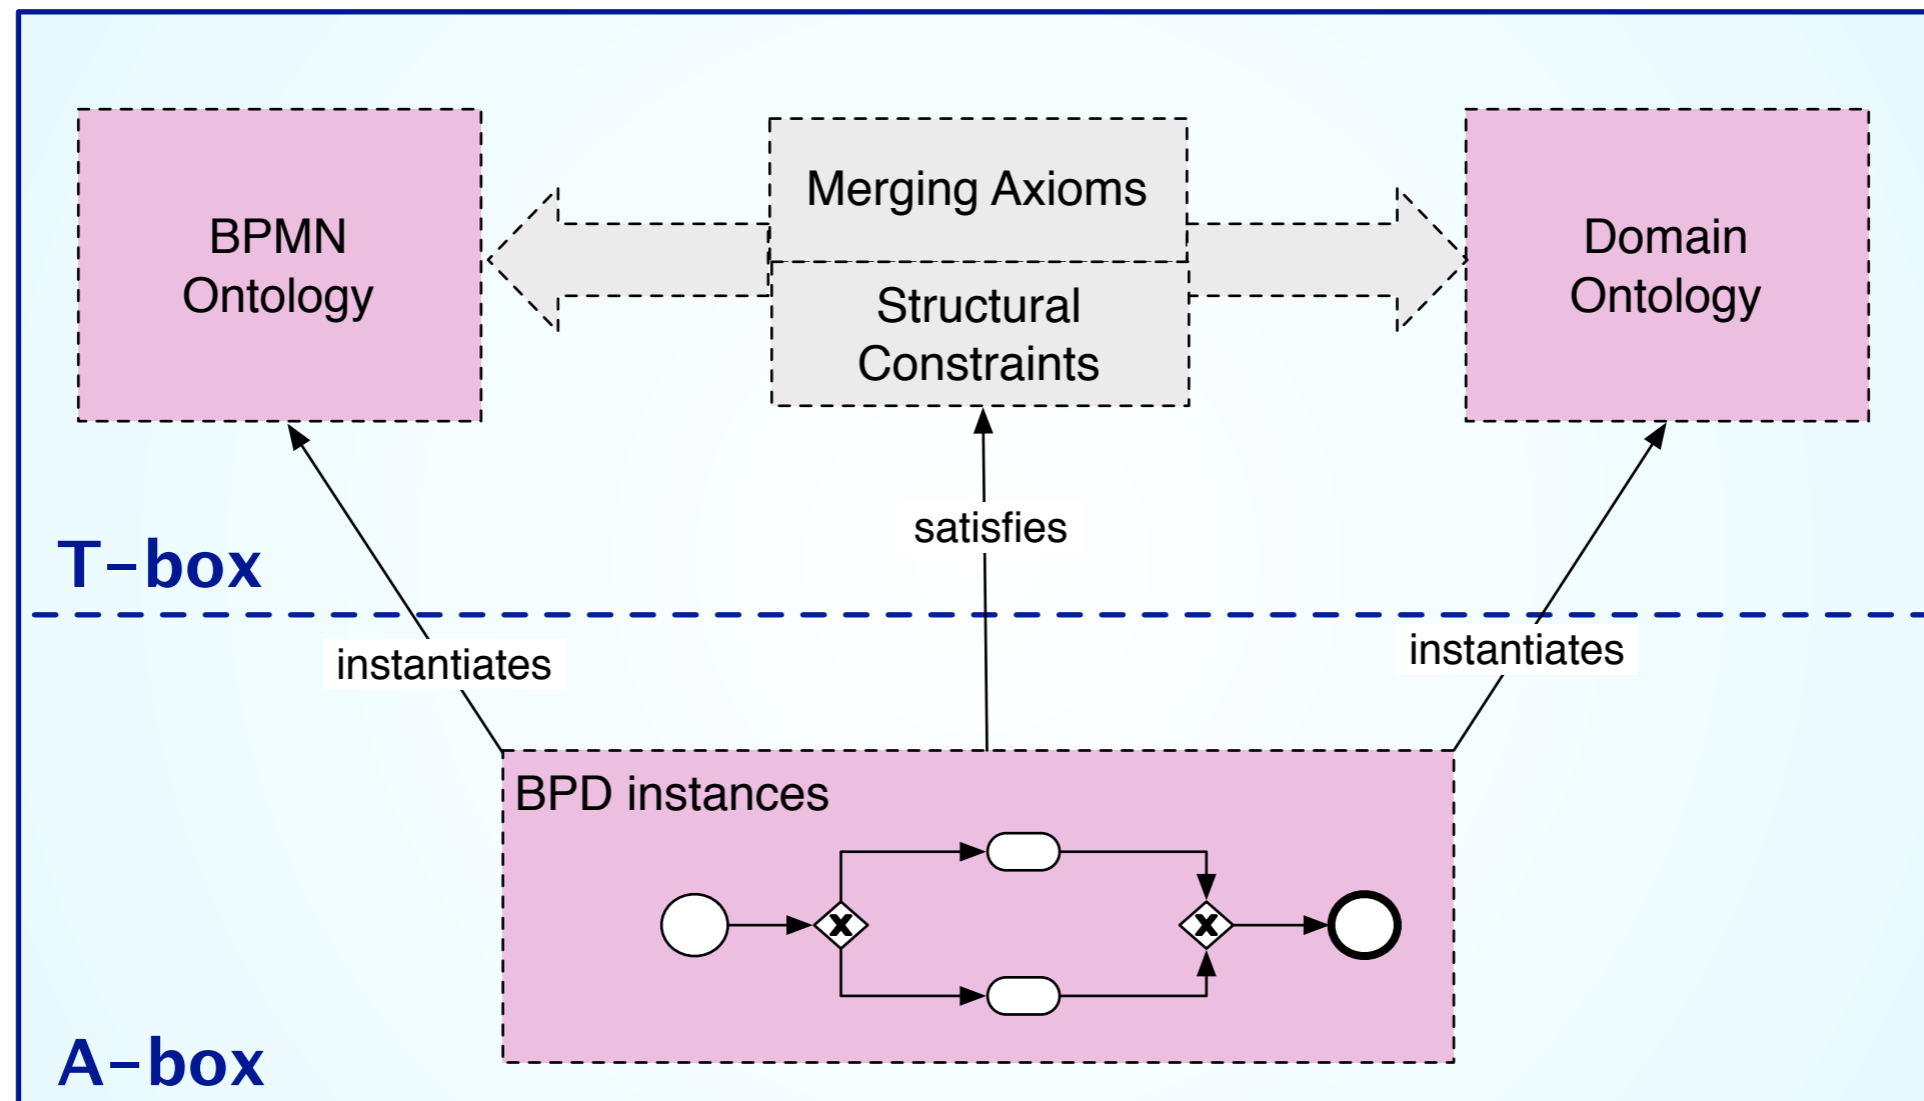 BPMN
Ontology
Merging Axioms
Structural
Constraints
Domain
Ontology
satisfies
T-box
instantiates
instantiates
BPD instances
X
X
A-box